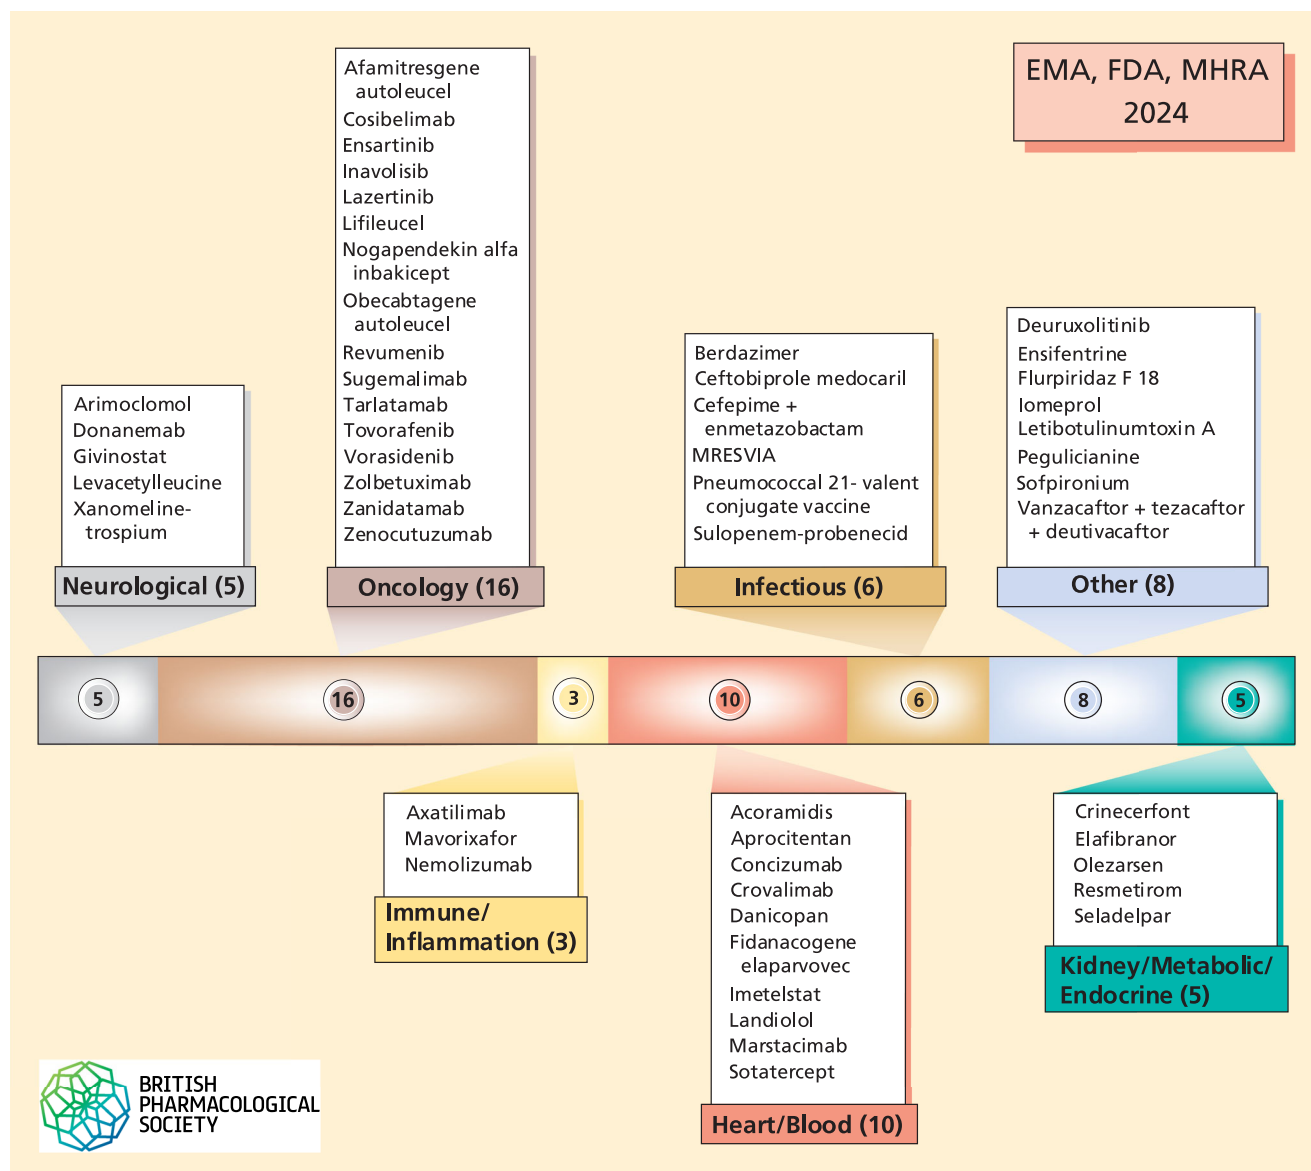 EMA, FDA, MHRA
2024
Arimoclomol
Donanemab
Givinostat
Levacetylleucine
Xanomeline-
trospium
Neurological (5)
Afamitresgene
autoleucel
Cosibelimab
Ensartinib
Inavolisib
Lazertinib
Lifileucel
Nogapendekin alfa
inbakicept
Obecabtagene
autoleucel
Revumenib
Sugemalimab
Tarlatamab
Tovorafenib
Vorasidenib
Zolbetuximab
Zanidatamab
Zenocutuzumab
Oncology (16)
Berdazimer
Ceftobiprole medocaril
Cefepime +
enmetazobactam
MRESVIA
Pneumococcal 21- valent
conjugate vaccine
Sulopenem-probenecid
Infectious (6)
Deuruxolitinib
Ensifentrine
Flurpiridaz F 18
Iomeprol
Letibotulinumtoxin A
Pegulicianine
Sofpironium
Vanzacaftor + tezacaftor
+ deutivacaftor
Other (8)
5
16
3
10
6
8
5
Axatilimab
Mavorixafor
Nemolizumab
Immune/
Inflammation (3)
Acoramidis
Aprocitentan
Concizumab
Crovalimab
Danicopan
Fidanacogene
elaparvovec
Imetelstat
Landiolol
Marstacimab
Sotatercept
Heart/Blood (10)
Crinecerfont
Elafibranor
Olezarsen
Resmetirom
Seladelpar
Kidney/Metabolic/
Endocrine (5)
BRITISH
PHARMACOLOGICAL
SOCIETY